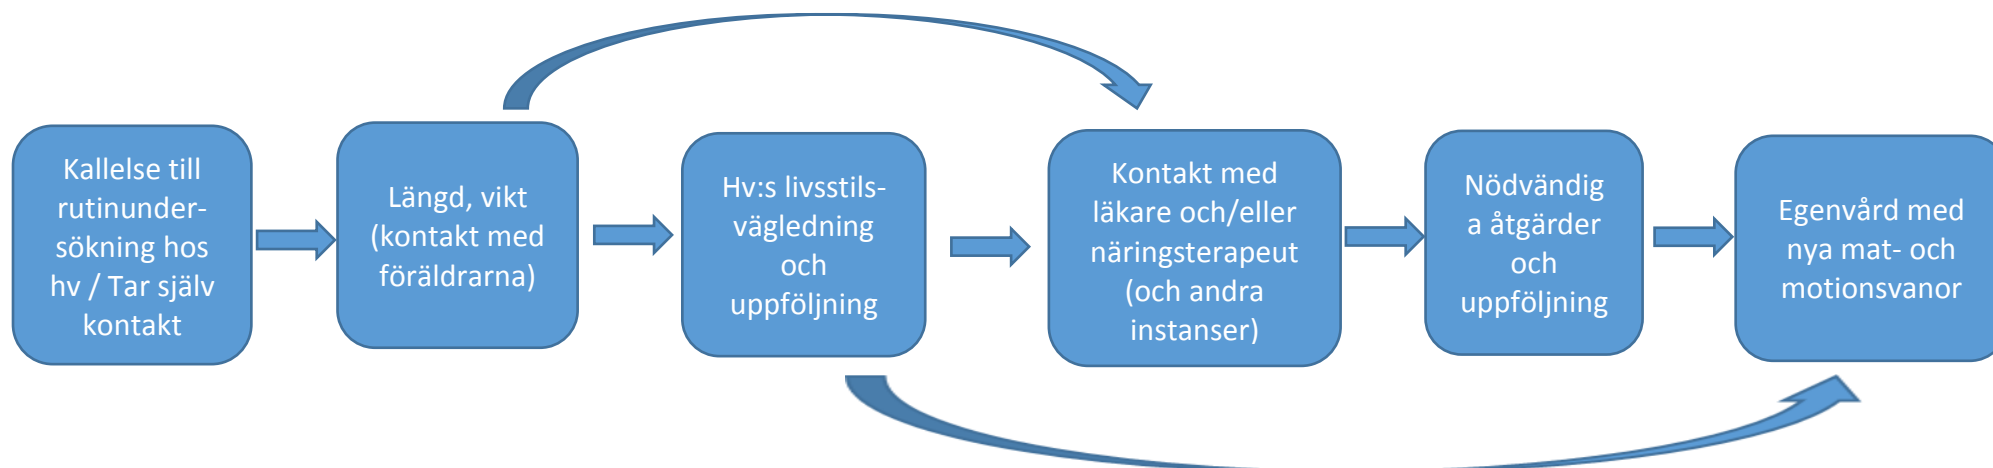 Kallelse till
rutinunder-
sökning hos
hv / Tar själv
kontakt
Längd, vikt
(kontakt med
föräldrarna)
Hv:s livsstils-
vägledning
och
uppföljning
Kontakt med
läkare och/eller
näringsterapeut
(och andra
instanser)
Nödvändig
a åtgärder
och
uppföljning
Egenvård med
nya mat- och
motionsvanor